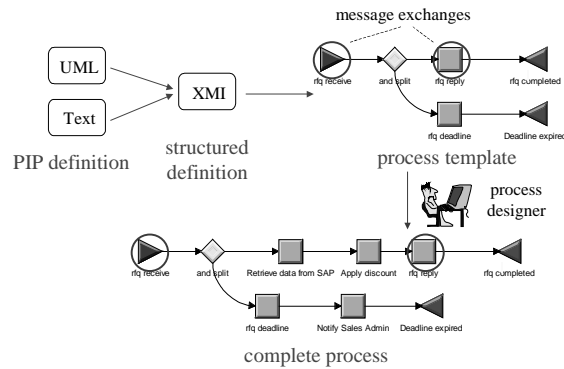 message exchanges
UML
XMI
Text
rfq receive
and split
rfq reply
rfq completed
rfq deadline
Deadline expired
PIP definition
structured
definition
process template
process
designer
rfq receive
and split
Retrieve data from SAP
Apply discount
rfq reply
rfq completed
rfq deadline
Notify Sales Admin
Deadline expired
complete process